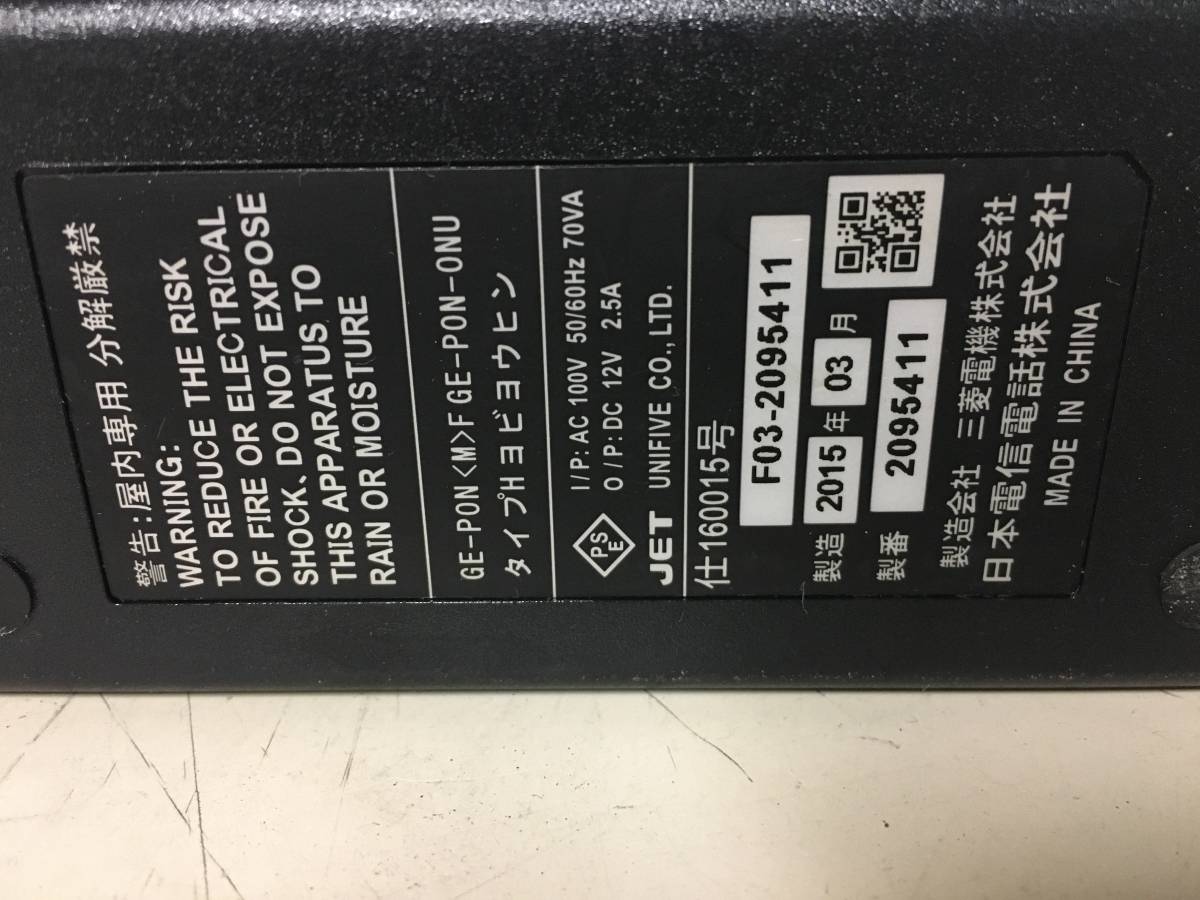 警告:屋内専用 分解厳禁
WARNING:
TO REDUCE THE RISK
OF FIRE OR ELECTRICAL
SHOCK、DO NOT EXPOSE
THIS APPARATUS TO
RAIN OR MOISTURE
GE-PON<M>F GE-PON-ONU
タイプH ヨビヨウヒン
I/P: AC 100V 50/60Hz 70VA
O/P: DC 12V 2.5A
PSE
JET UNIFIVE CO.,LTD.
仕160015号
F03-2095411
製造 2015 年 03 月
製番 2095411
製造会社 三菱電機株式会社
日本電信電話株式会社
MADE IN CHINA